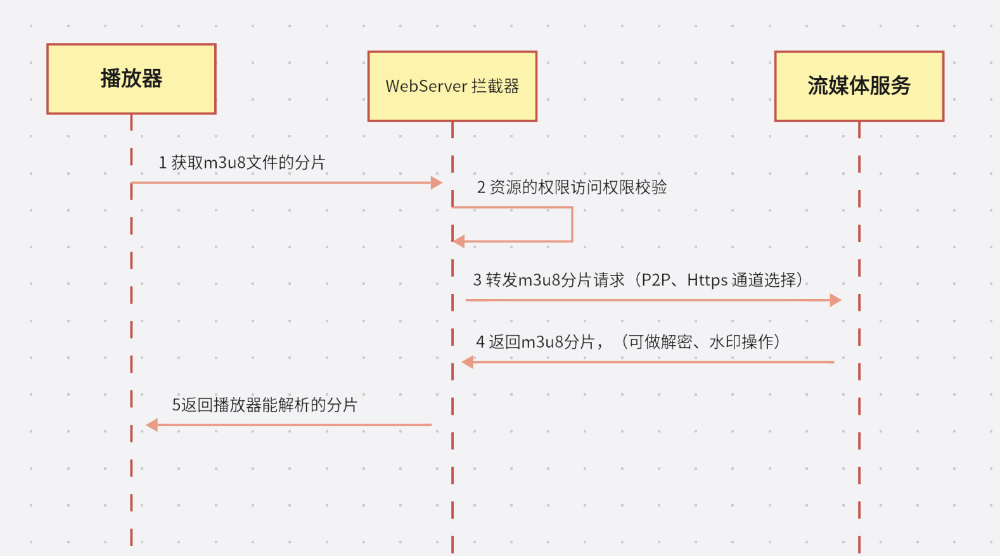 播放器
WebServer 拦截器
流媒体服务
1 获取m3u8文件的分片
2 资源的权限访问权限校验
3 转发m3u8分片请求（P2P、Https 通道选择）
4 返回m3u8分片，（可做解密、水印操作）
5返回播放器能解析的分片